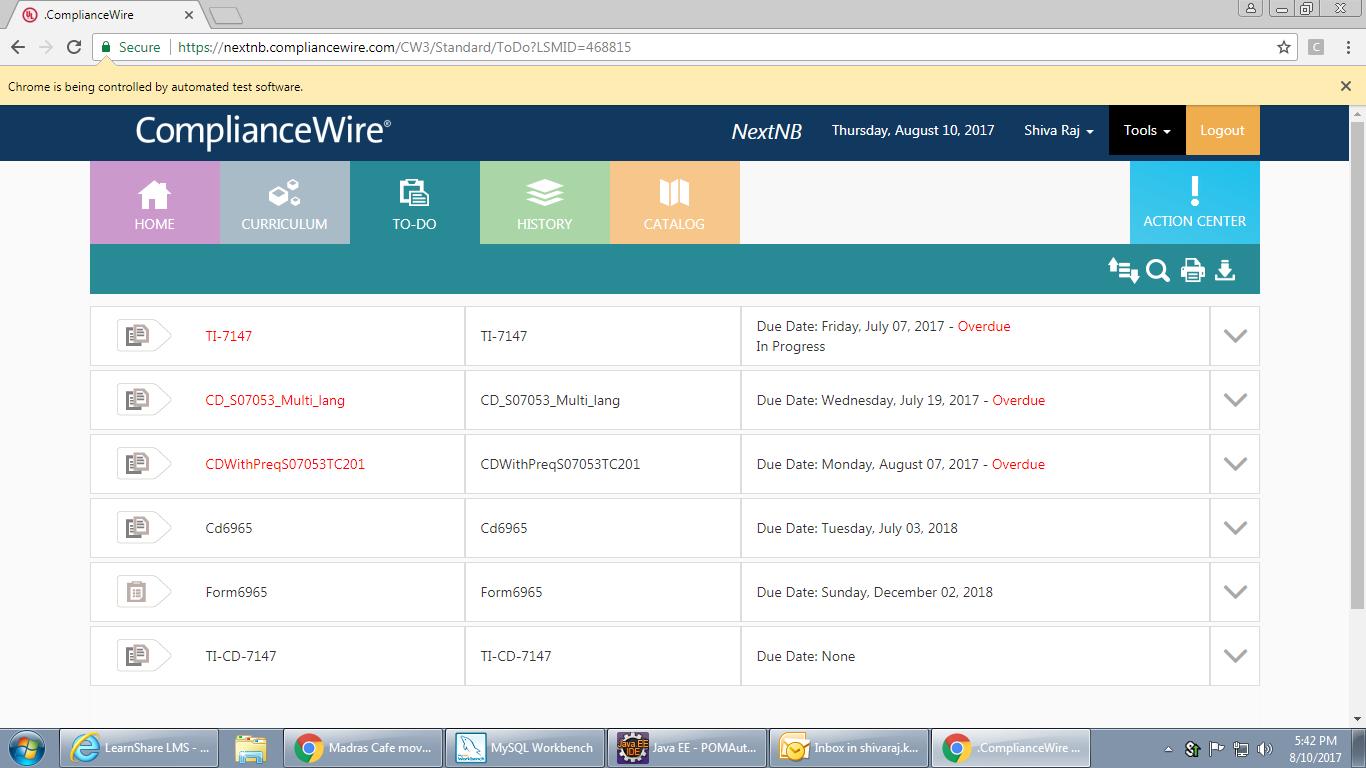 .ComplianceWire
Secure https://nextnb.compliancewire.com/CW3/Standard/ToDo?LSMID=468815
Chrome is being controlled by automated test software.
ComplianceWire® NextNB Thursday, August 10, 2017 Shiva Raj Tools Logout
HOME CURRICULUM TO-DO HISTORY CATALOG ACTION CENTER
TI-7147 TI-7147 Due Date: Friday, July 07, 2017 - Overdue
In Progress
CD_S07053_Multi_lang CD_S07053_Multi_lang Due Date: Wednesday, July 19, 2017 - Overdue
CDWithPreqS07053TC201 CDWithPreqS07053TC201 Due Date: Monday, August 07, 2017 - Overdue
Cd6965 Cd6965 Due Date: Tuesday, July 03, 2018
Form6965 Form6965 Due Date: Sunday, December 02, 2018
TI-CD-7147 TI-CD-7147 Due Date: None
LearnShare LMS - ... Madras Cafe mov... MySQL Workbench Java EE - POMAut... Inbox in shivaraj.k... .ComplianceWire ... 5:42 PM
8/10/2017